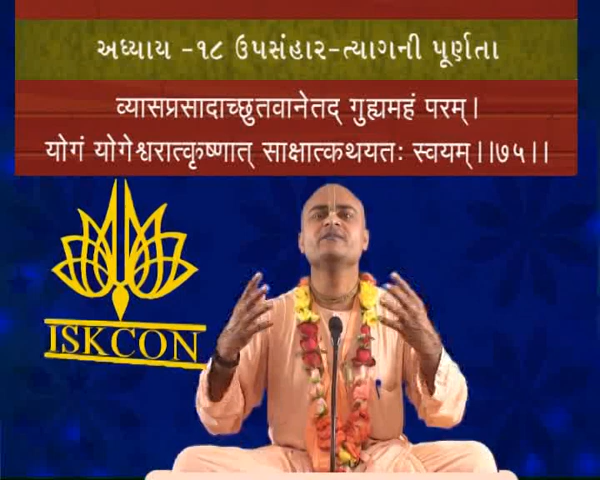 અધ્યાય -૧૮ ઉપસંહાર-ત્યાગની પૂર્ણતા
व्यासप्रसादाच्छ्रुतवानेतद् गुह्यमहं परम्।
योगं योगेश्वरात्कृष्णात् साक्षात्कथयतः स्वयम्।।७५।।
ISKCON